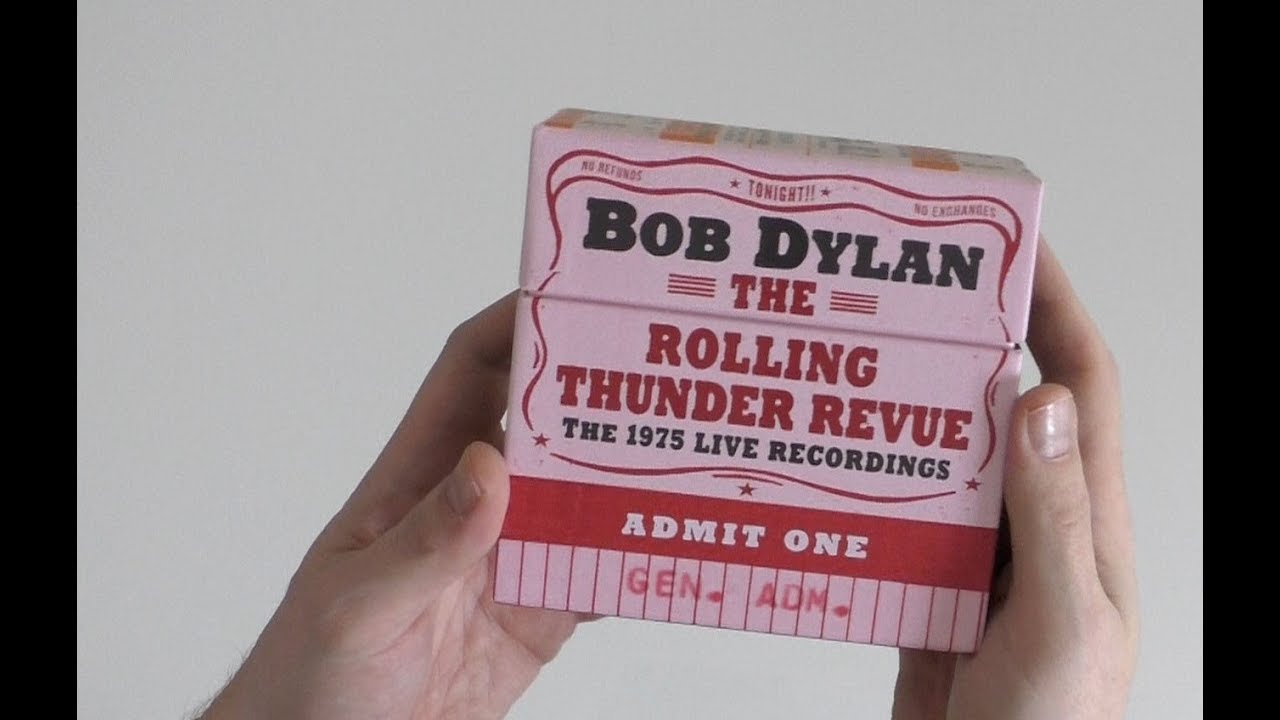 NO REFUNDS
TONIGHT!!
NO EXCHANGES
BOB DYLAN
THE
ROLLING
THUNDER REVUE
THE 1975 LIVE RECORDINGS
ADMIT ONE
GEN. ADM.